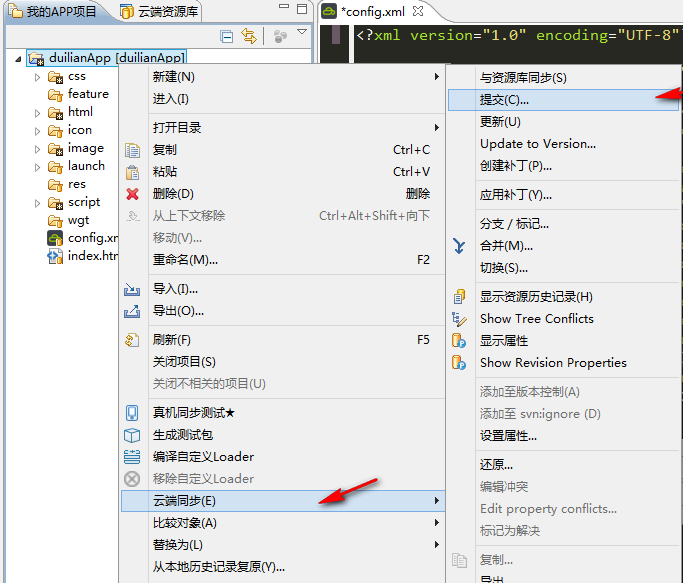 我的APP项目
云端资源库
*config.xml
<?xml version="1.0" encoding="UTF-8"
duilianApp [duilianApp]
css
feature
html
icon
image
launch
res
script
wgt
config.xm
index.htm
新建(N)
进入(I)
打开目录
复制 Ctrl+C
粘贴 Ctrl+V
删除(D) 删除
从上下文移除 Ctrl+Alt+Shift+向下
移动(V)...
重命名(M)... F2
导入(I)...
导出(O)...
刷新(F) F5
关闭项目(S)
关闭不相关的项目(U)
真机同步测试★
生成测试包
编译自定义Loader
移除自定义Loader
云端同步(E)
比较对象(A)
替换为(L)
从本地历史记录复原(Y)...
与资源库同步(S)
提交(C)...
更新(U)
Update to Version...
创建补丁(P)...
应用补丁(Y)...
分支 / 标记...
合并(M)...
切换(S)...
显示资源历史记录(H)
Show Tree Conflicts
显示属性
Show Revision Properties
添加至版本控制(A)
添加至 svn:ignore (D)
设置属性...
还原...
编辑冲突
Edit property conflicts...
标记为解决
复制...
导出...